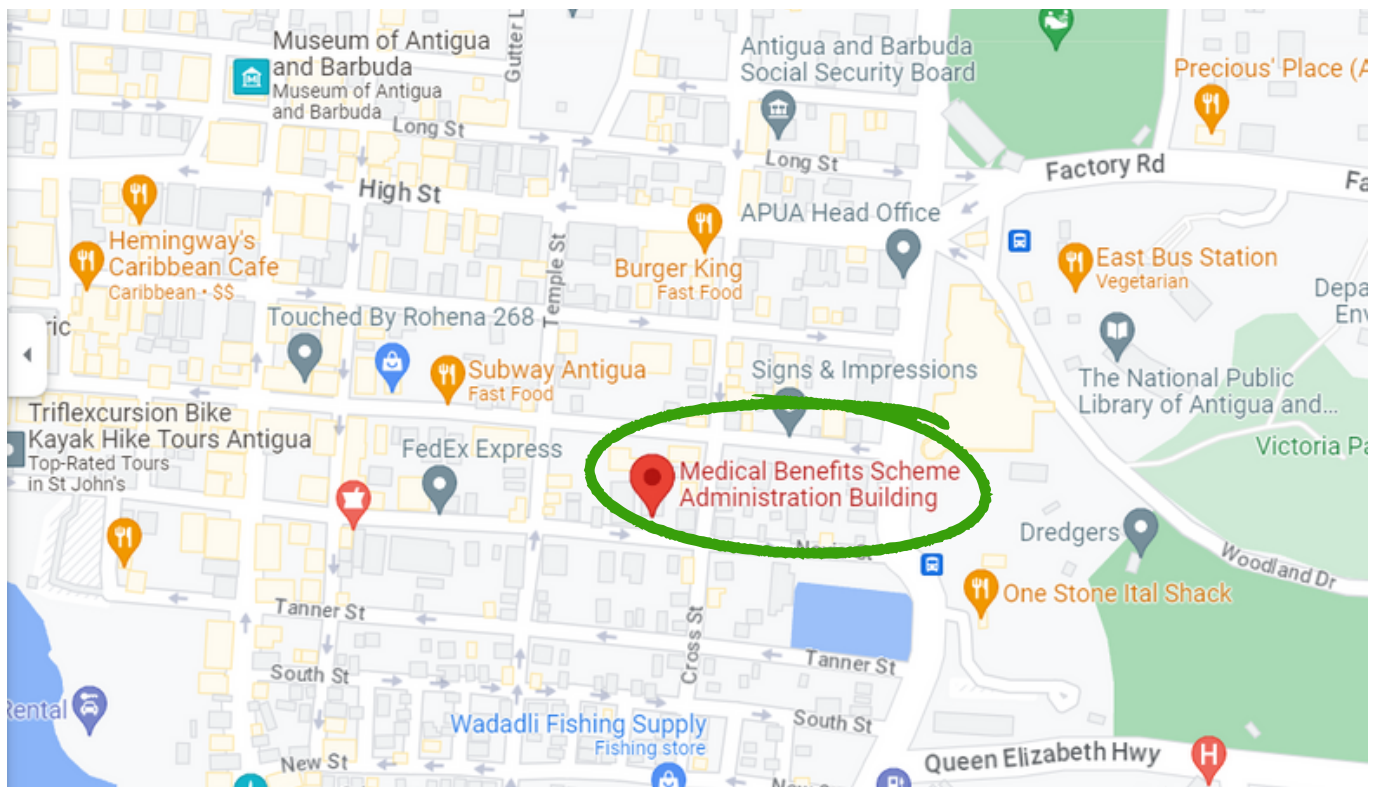 Museum of Antigua
and Barbuda
Museum of Antigua
and Barbuda
Gutter L
Antigua and Barbuda
Social Security Board
Precious' Place (A
Long St
Long St
Factory Rd
Fa
High St
APUA Head Office
Hemingway's
Caribbean Cafe
Caribbean • $$
Temple St
Burger King
Fast Food
East Bus Station
Vegetarian
Depa
Env
ric
Touched By Rohena 268
Subway Antigua
Fast Food
Signs & Impressions
The National Public
Library of Antigua and...
Triflexcursion Bike
Kayak Hike Tours Antigua
Top-Rated Tours
in St John's
FedEx Express
Medical Benefits Scheme
Administration Building
Victoria Pa
Dredgers
Woodland Dr
One Stone Ital Shack
Tanner St
Cross St
Tanner St
South St
Rental
Wadadli Fishing Supply
Fishing store
South St
New St
Queen Elizabeth Hwy
H